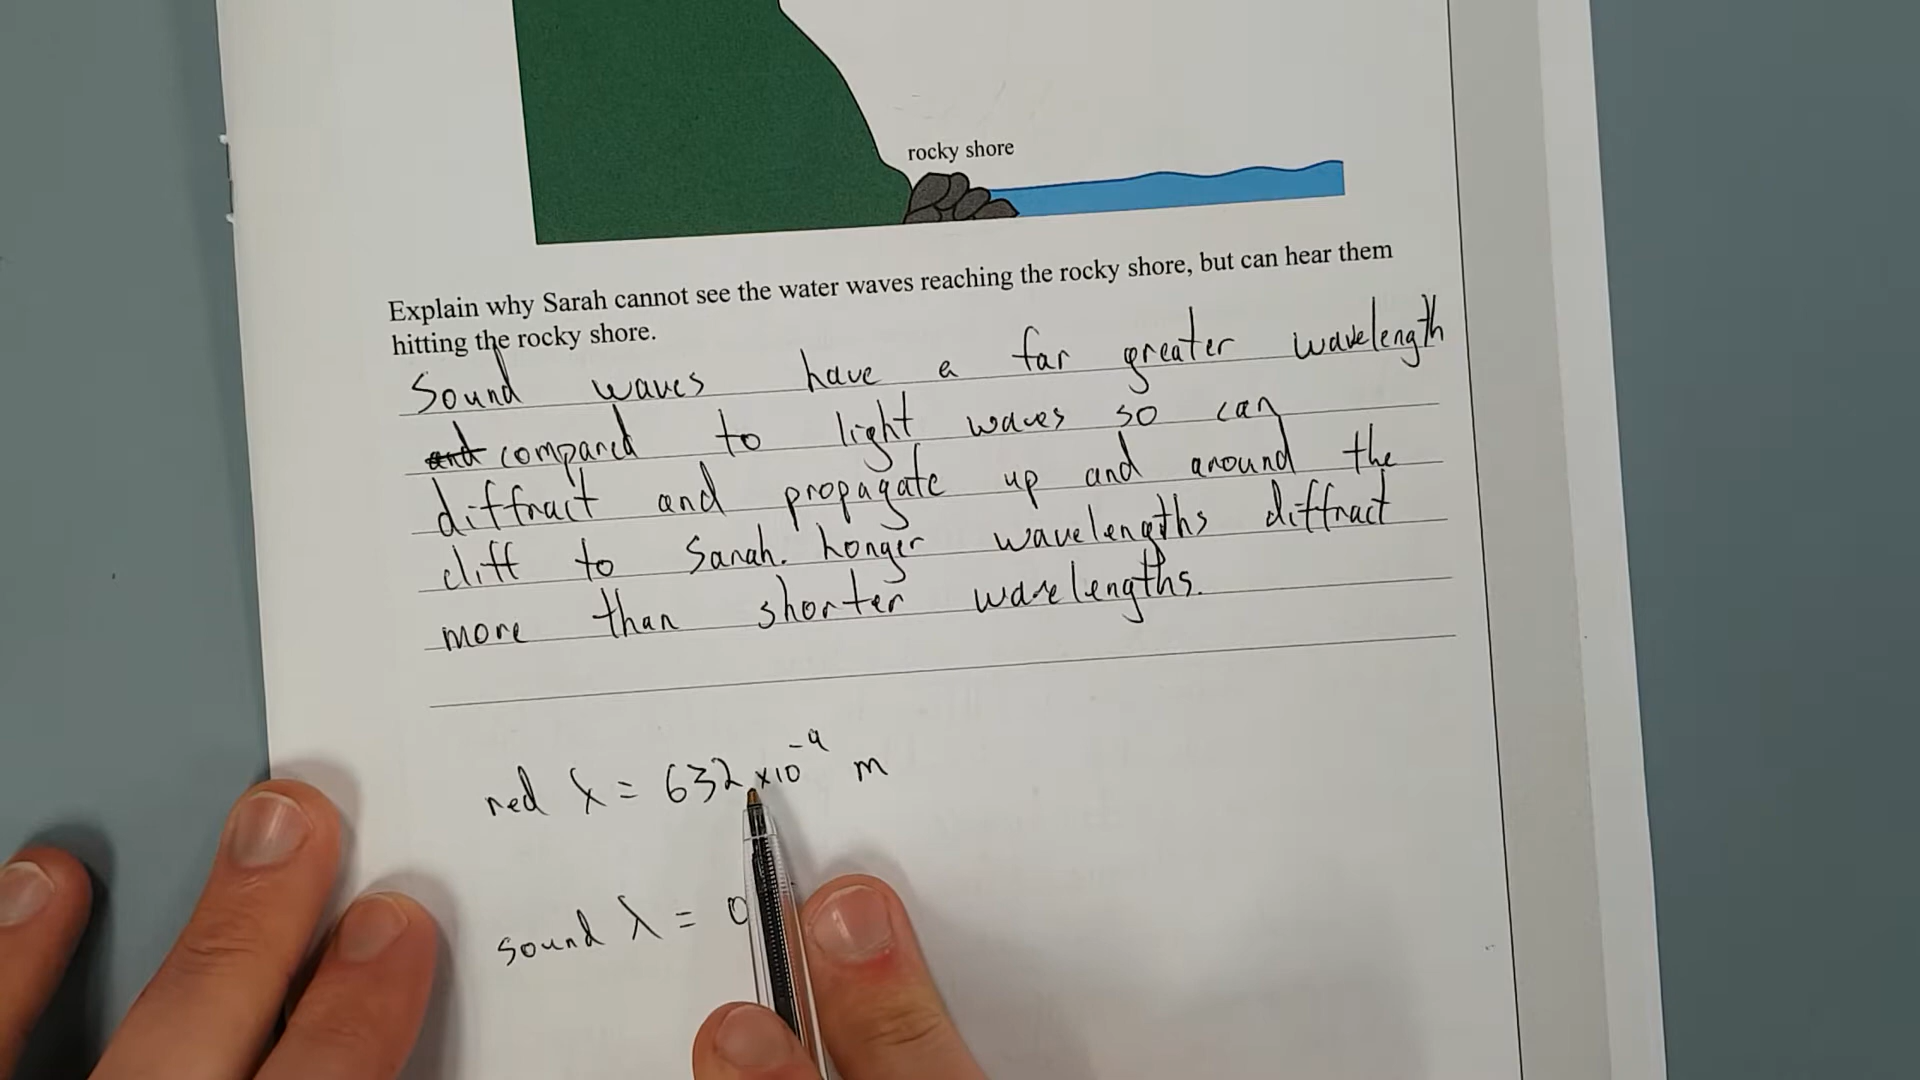 rocky shore
Explain why Sarah cannot see the water waves reaching the rocky shore, but can hear them
hitting the rocky shore.
Sound waves have a far greater wavelength
and compared to light waves so can
diffract and propagate up and around the
cliff to Sarah. Longer wavelengths diffract
more than shorter wavelengths.
red λ = 632 x10⁻⁹ m
sound λ = 0